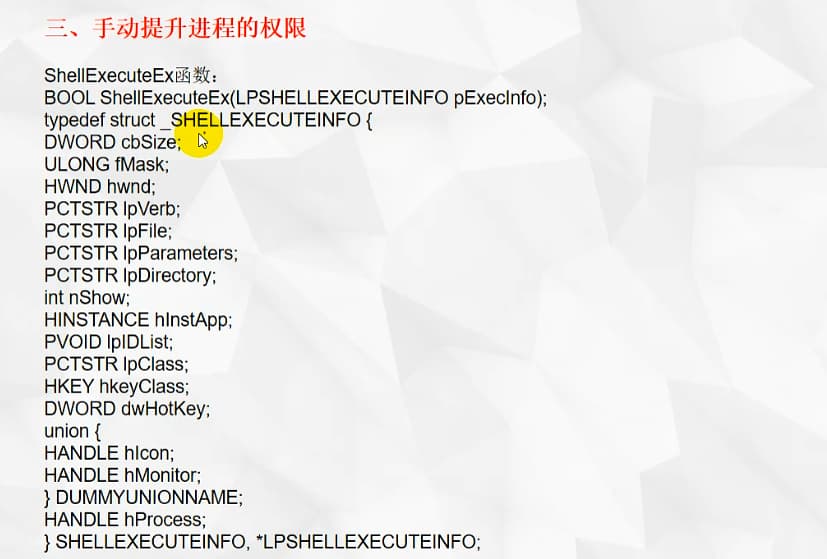 三、手动提升进程的权限
ShellExecuteEx函数：
BOOL ShellExecuteEx(LPSHELLEXECUTEINFO pExecInfo);
typedef struct _SHELLEXECUTEINFO {
DWORD cbSize;
ULONG fMask;
HWND hwnd;
PCTSTR lpVerb;
PCTSTR lpFile;
PCTSTR lpParameters;
PCTSTR lpDirectory;
int nShow;
HINSTANCE hInstApp;
PVOID lpIDList;
PCTSTR lpClass;
HKEY hkeyClass;
DWORD dwHotKey;
union {
HANDLE hIcon;
HANDLE hMonitor;
} DUMMYUNIONNAME;
HANDLE hProcess;
} SHELLEXECUTEINFO, *LPSHELLEXECUTEINFO;